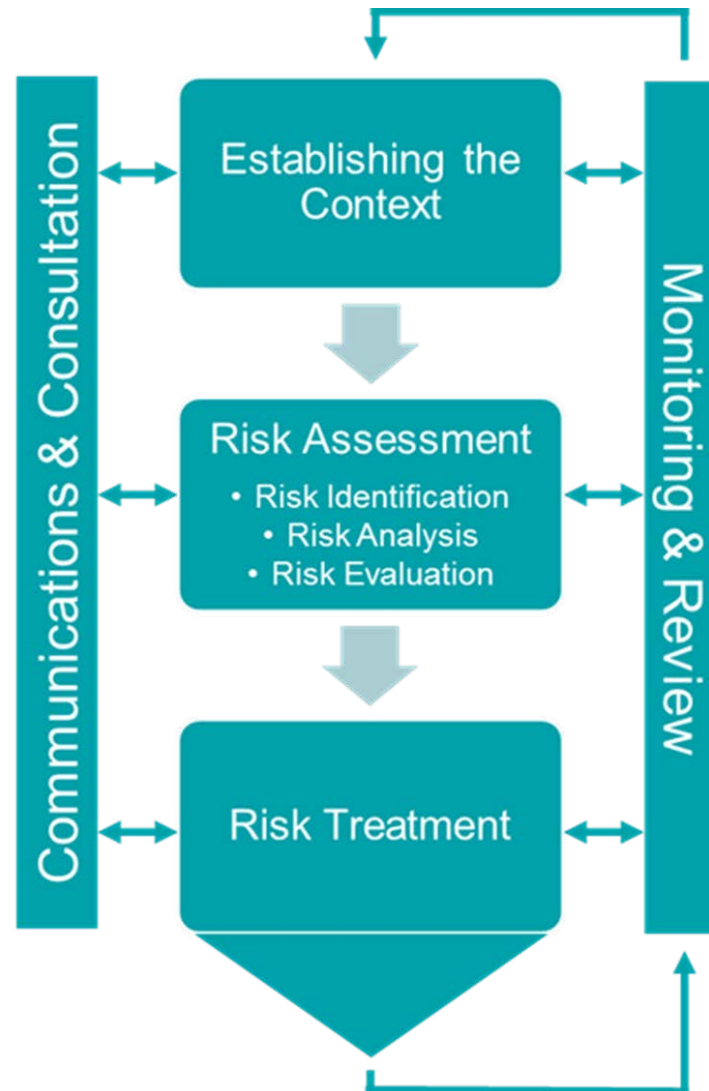 Communications & Consultation
Establishing the
Context
Risk Assessment
• Risk Identification
• Risk Analysis
• Risk Evaluation
Risk Treatment
Monitoring & Review